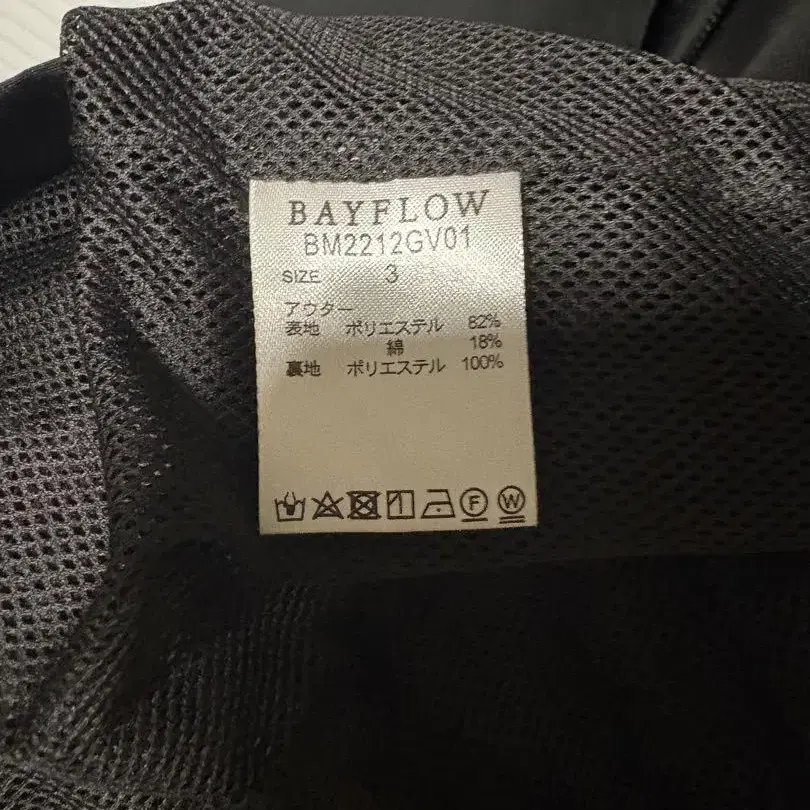 BAYFLOW
BM2212GV01
SIZE 3
アウター
表地 ポリエステル 82%
綿 18%
裏地 ポリエステル 100%
F W